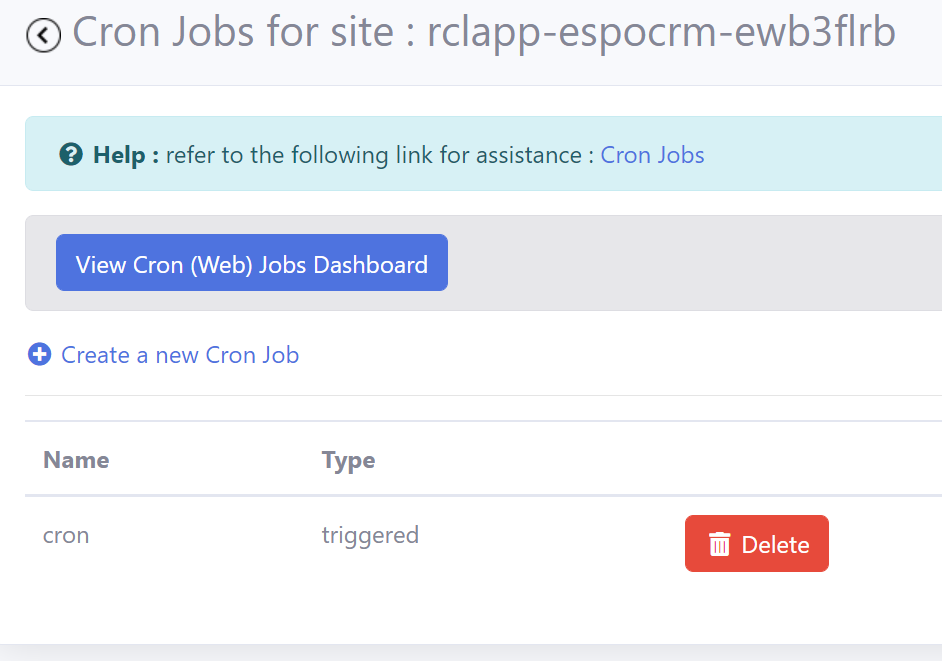 Cron Jobs for site : rclapp-espocrm-ewb3flrb
Help : refer to the following link for assistance : Cron Jobs
View Cron (Web) Jobs Dashboard
Create a new Cron Job
Name Type
cron triggered Delete